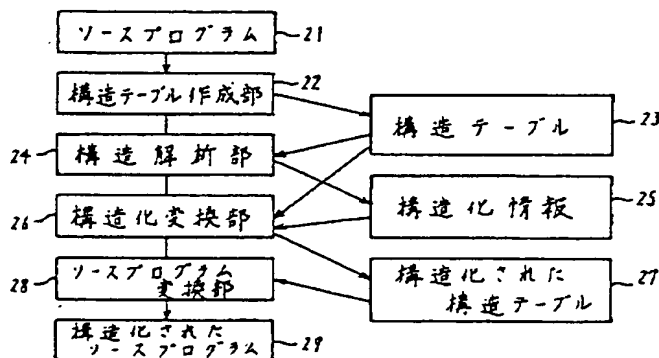 ソースプログラム
21
構造テーブル作成部
22
構造テーブル
23
24
構造解析部
構造化情報
25
26
構造化変換部
28
ソースプログラム
変換部
構造化された
構造テーブル
27
構造化された
ソースプログラム
29